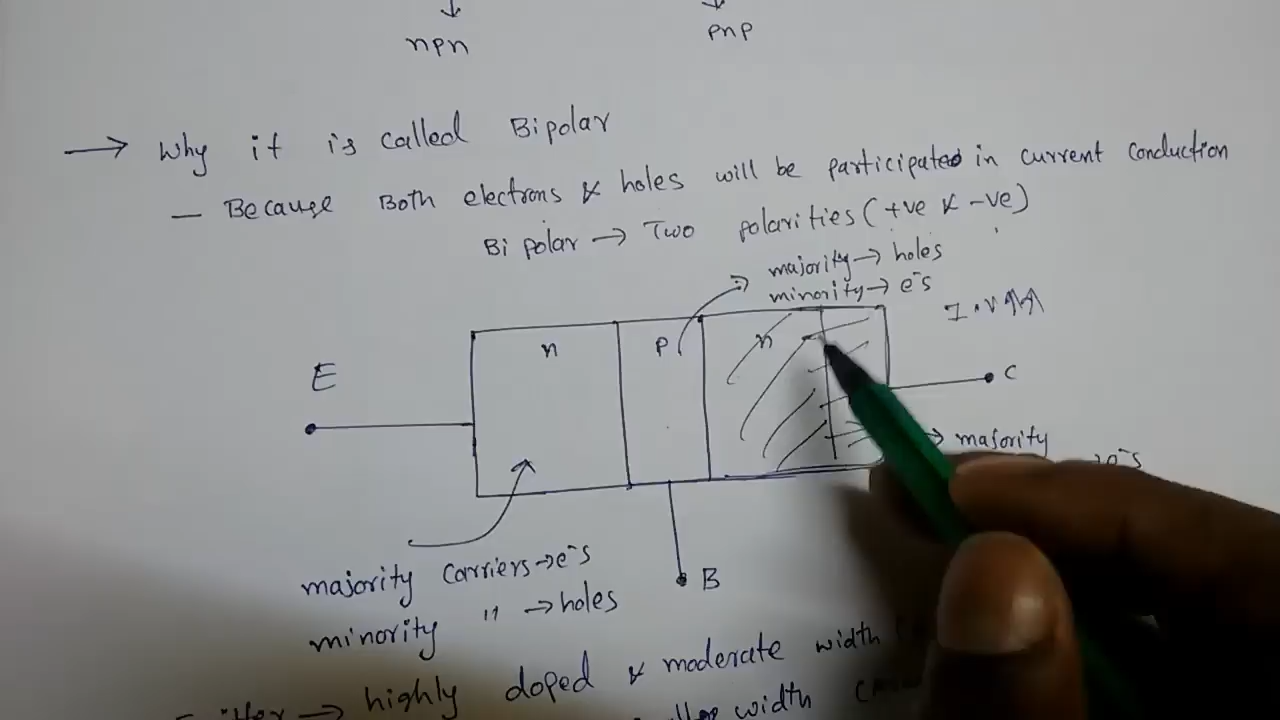 npn pnp
→ Why it is called Bipolar
— Because Both electrons & holes will be participated in current conduction
Bi polar → Two polarities (+ve & -ve)
majority → holes
minority → e⁻s
n P n
E
C
→ majority
e⁻s
B
majority carriers → e⁻s
minority " → holes
→ highly doped & moderate width
width